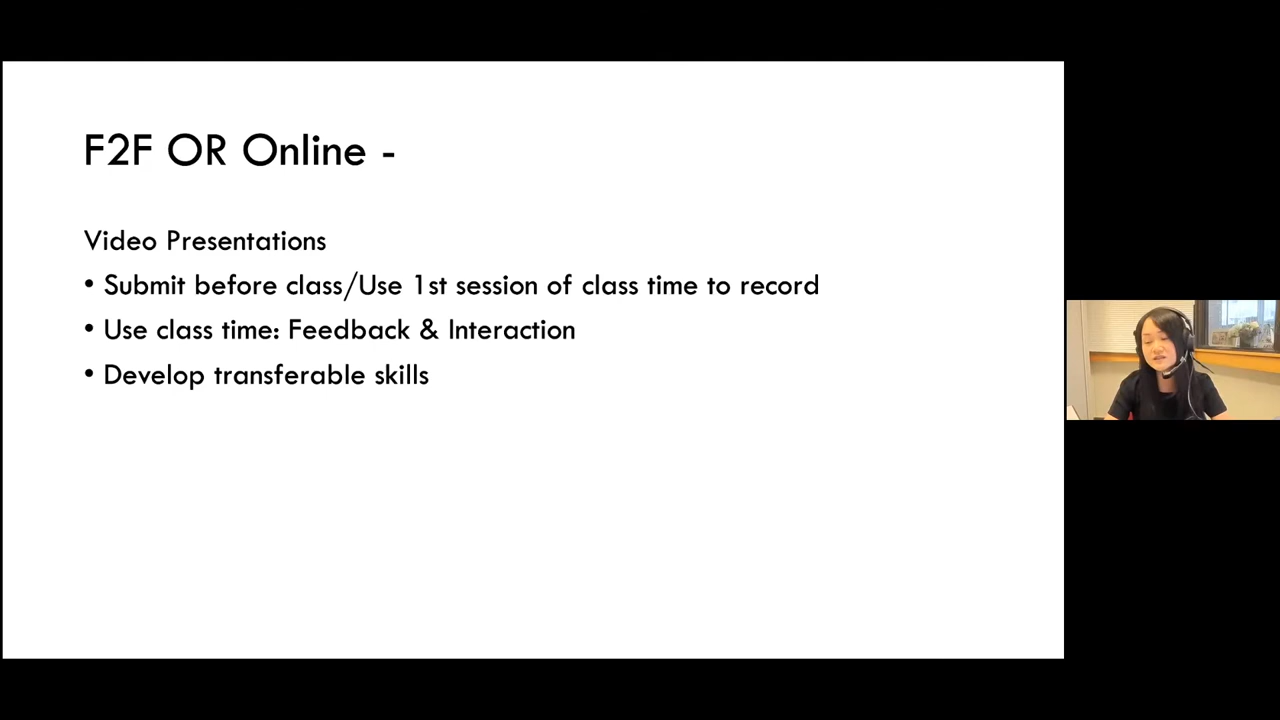 F2F OR Online -
Video Presentations
• Submit before class/Use 1st session of class time to record
• Use class time: Feedback & Interaction
• Develop transferable skills